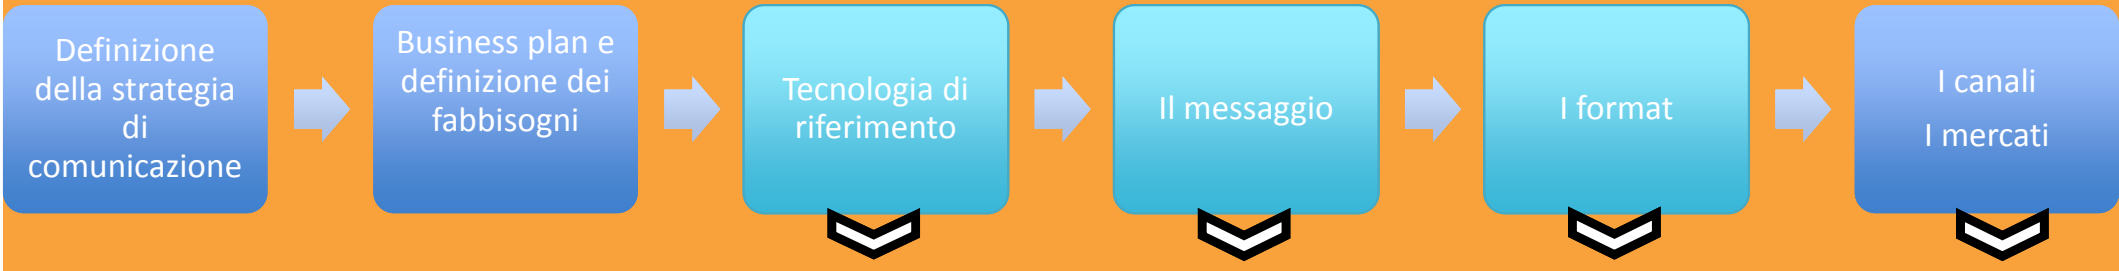 Definizione
della strategia
di
comunicazione
Business plan e
definizione dei
fabbisogni
Tecnologia di
riferimento
Il messaggio
I format
I canali
I mercati